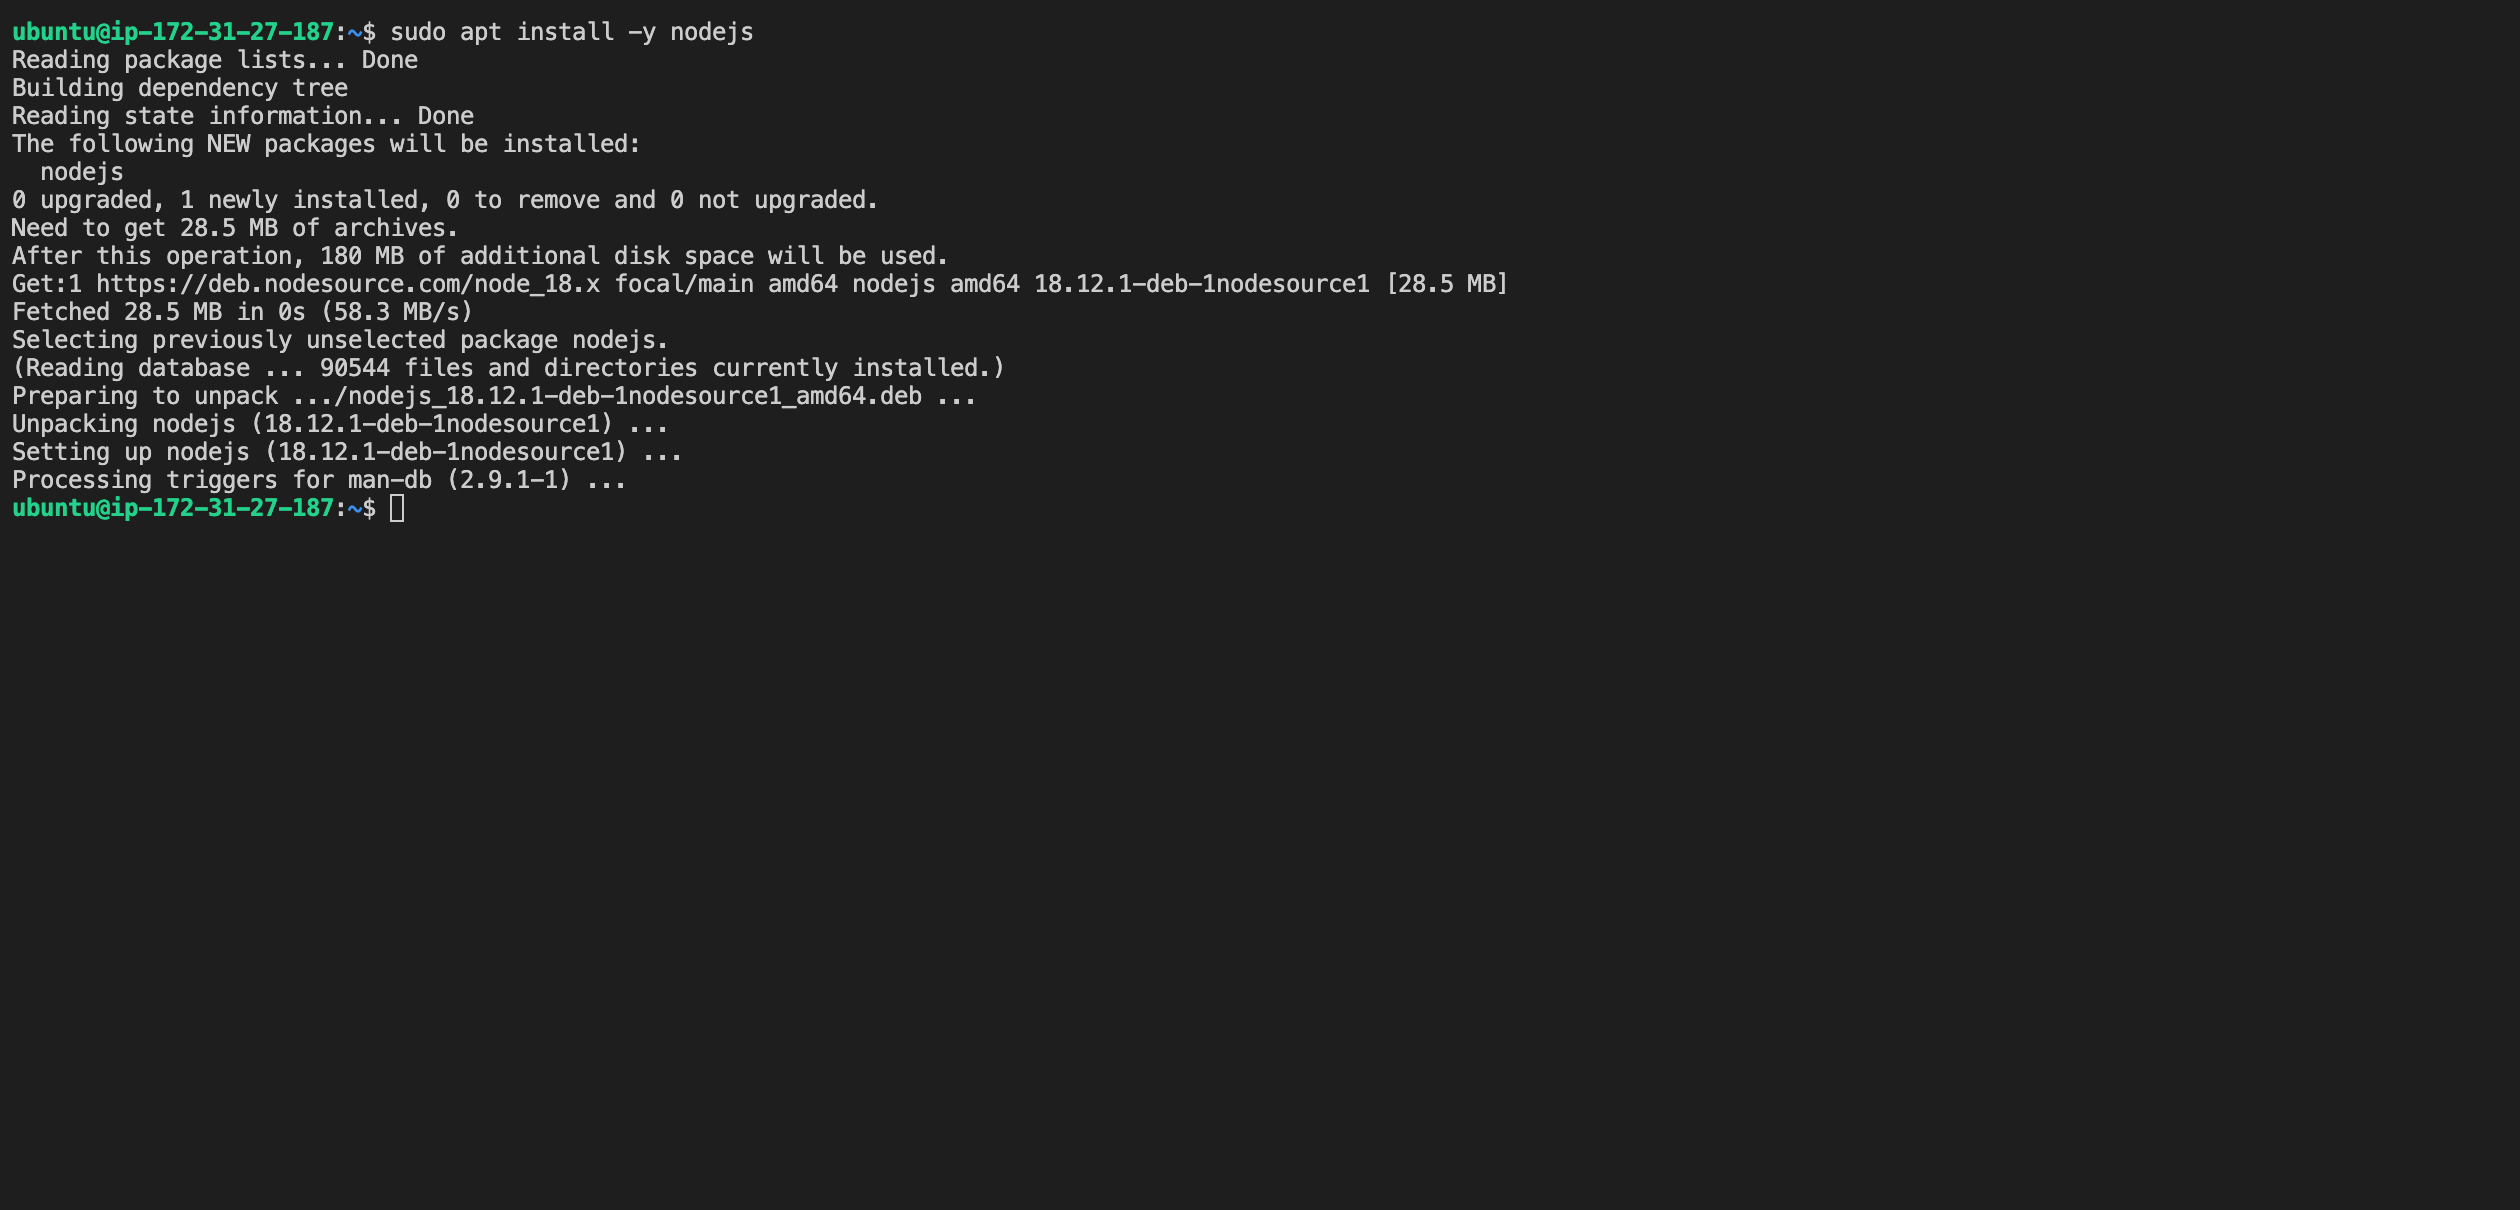 ubuntu@ip-172-31-27-187:~$ sudo apt install -y nodejs
Reading package lists... Done
Building dependency tree
Reading state information... Done
The following NEW packages will be installed:
  nodejs
0 upgraded, 1 newly installed, 0 to remove and 0 not upgraded.
Need to get 28.5 MB of archives.
After this operation, 180 MB of additional disk space will be used.
Get:1 https://deb.nodesource.com/node_18.x focal/main amd64 nodejs amd64 18.12.1-deb-1nodesource1 [28.5 MB]
Fetched 28.5 MB in 0s (58.3 MB/s)
Selecting previously unselected package nodejs.
(Reading database ... 90544 files and directories currently installed.)
Preparing to unpack .../nodejs_18.12.1-deb-1nodesource1_amd64.deb ...
Unpacking nodejs (18.12.1-deb-1nodesource1) ...
Setting up nodejs (18.12.1-deb-1nodesource1) ...
Processing triggers for man-db (2.9.1-1) ...
ubuntu@ip-172-31-27-187:~$